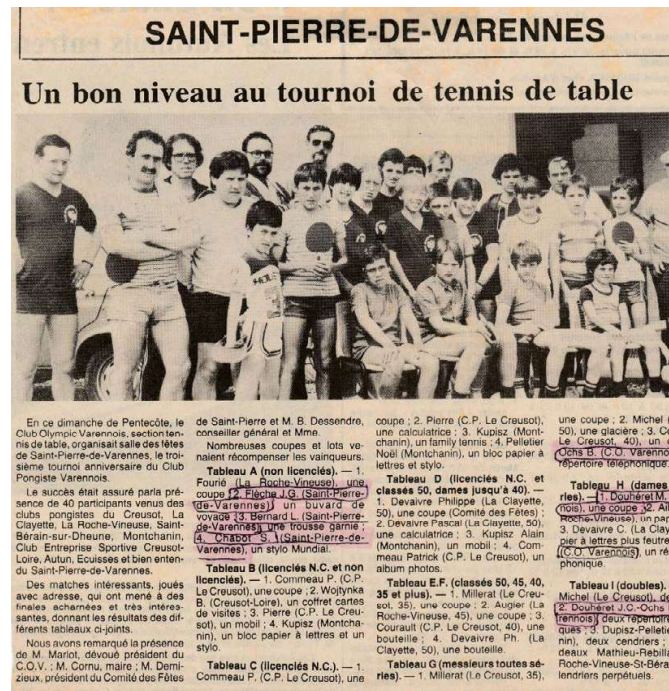 SAINT-PIERRE-DE-VARENNES
Un bon niveau au tournoi de tennis de table
En ce dimanche de Pentecôte, le
Club Olympic Varennois, section ten-
nis de table, organisait salle des fêtes
de Saint-Pierre-de-Varennes, le troi-
sième tournoi anniversaire du Club
Pongiste Varennois.
Le succès était assuré par la pré-
sence de 40 participants venus des
clubs pongistes du Creusot, La
Clayette, La Roche-Vineuse, Saint-
Bérain-sur-Dheune, Montchanin,
Club Entreprise Sportive Creusot-
Loire, Autun, Ecuisses et bien enten-
du Saint-Pierre-de-Varennes.
Des matches intéressants, joués
avec adresse, qui ont mené à des
finales acharnées et très intéres-
santes, donnant les résultats des dif-
férents tableaux ci-joints.
Nous avons remarqué la présence
de M. Mariot, dévoué président du
C.O.V. ; M. Cornu, maire ; M. Demi-
zieux, président du Comité des Fêtes
de Saint-Pierre et M. B. Dessendre,
conseiller général et Mme.
Nombreuses coupes et lots ve-
naient récompenser les vainqueurs.
Tableau A (non licenciés). — 1.
Fourié (La Roche-Vineuse), une
coupe ; 2. Flèche J.G. (Saint-Pierre-
de-Varennes) un buvard de
voyage ; 3. Bernard L. (Saint-Pierre-
de-Varennes), une trosse garnie ;
4. Chabot S. (Saint-Pierre-de-
Varennes), un stylo Mundial.
Tableau B (licenciés N.C. et non
licenciés). — 1. Commeau P. (C.P.
Le Creusot), une coupe ; 2. Wojtynka
B. (Creusot-Loire), un coffret cartes
de visites ; 3. Pierre (C.P. Le Creu-
sot), un mobil ; 4. Kupisz (Montcha-
nin), un bloc papier à lettres et un
stylo.
Tableau C (licenciés N.C.). — 1.
Commeau P. (C.P. Le Creusot), une
coupe ; 2. Pierre (C.P. Le Creusot),
une calculatrice ; 3. Kupisz (Mont-
chanin), un family tennis ; 4. Pelletier
Noël (Montchanin), un bloc papier à
lettres et stylo.
Tableau D (licenciés N.C. et
classés 50, dames jusqu'à 40). —
1. Devaivre Philippe (La Clayette,
50), une coupe (Comité des Fêtes) ;
2. Devaivre Pascal (La Clayette, 50),
une calculatrice ; 3. Kupisz Alain
(Montchanin), un mobil ; 4. Com-
meau Patrick (C.P. Le Creusot), un
album photos.
Tableau E.F. (classés 50, 45, 40,
35 et plus). — 1. Millerat (Le Creu-
sot, 35), une coupe ; 2. Augier (La
Roche-Vineuse, 45), une coupe ; 3.
Courault (C.P. Le Creusot, 40), une
bouteille ; 4. Devaivre Ph. (La
Clayette, 50), une bouteille.
Tableau G (messieurs toutes sé-
ries). — 1. Millerat (Le Creusot, 35),
une coupe ; 2. Michel
50), une glacière ; 3.
Le Creusot, 40), un
Ochs B. (C.O. Varenno
répertoire téléphonique
Tableau H (dames
ries). — 1. Douhéret M.
nois), une coupe ; 2.
Roche-Vineuse), un
3. Devaivre C. (La Clay
pier à lettres plus feutre
(C.O. Varennois), un ré
phonique.
Tableau I (doubles).
Michel (Le Creusot), de
2. Douhéret J.C.-Ochs
rennois), deux répertoire
ques ; 3. Dupisz-Pelletie
nin), deux cendriers ;
deaux Mathieu-Rebilla
Roche-Vineuse-St-Béra
lendriers perpétuels.